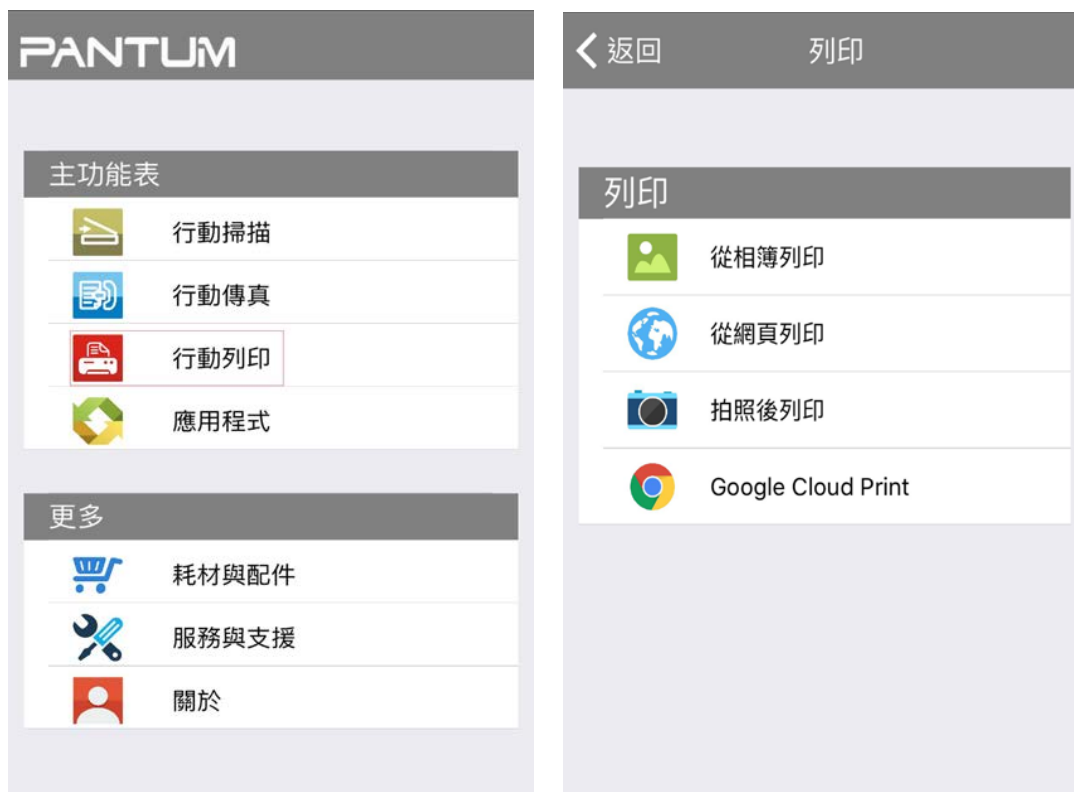 PANTUM
主功能表
行動掃描
行動傳真
行動列印
應用程式
更多
耗材與配件
服務與支援
關於
返回
列印
列印
從相簿列印
從網頁列印
拍照後列印
Google Cloud Print